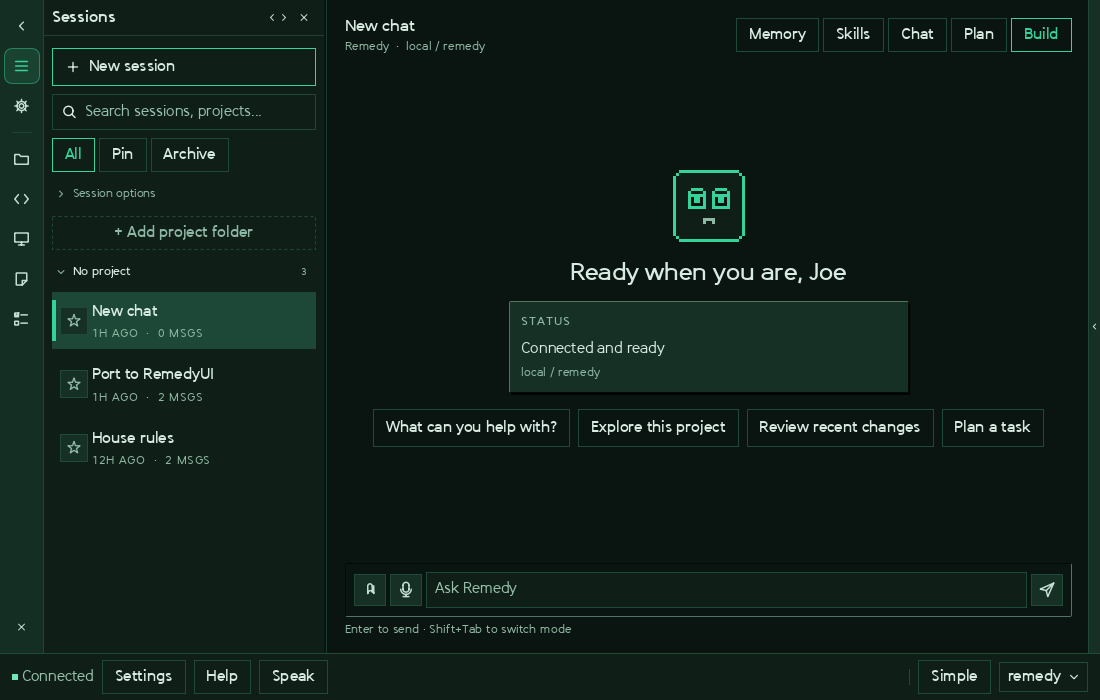 Sessions
New session
Search sessions, projects...
All
Pin
Archive
Session options
+ Add project folder
No project
3
New chat
1H AGO · 0 MSGS
Port to RemedyUI
1H AGO · 2 MSGS
House rules
12H AGO · 2 MSGS
New chat
Remedy · local / remedy
Memory
Skills
Chat
Plan
Build
Ready when you are, Joe
STATUS
Connected and ready
local / remedy
What can you help with?
Explore this project
Review recent changes
Plan a task
Ask Remedy
Enter to send · Shift+Tab to switch mode
Connected
Settings
Help
Speak
Simple
remedy